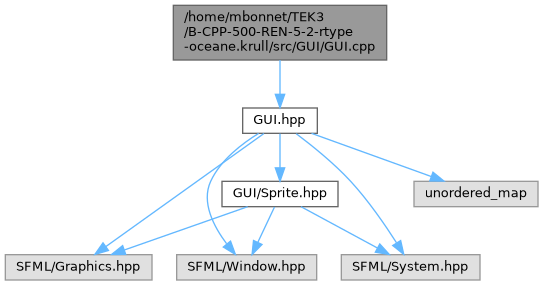 /home/mbonnet/TEK3
/B-CPP-500-REN-5-2-rtype
-oceane.krull/src/GUI/GUI.cpp
GUI.hpp
GUI/Sprite.hpp
unordered_map
SFML/Graphics.hpp
SFML/Window.hpp
SFML/System.hpp